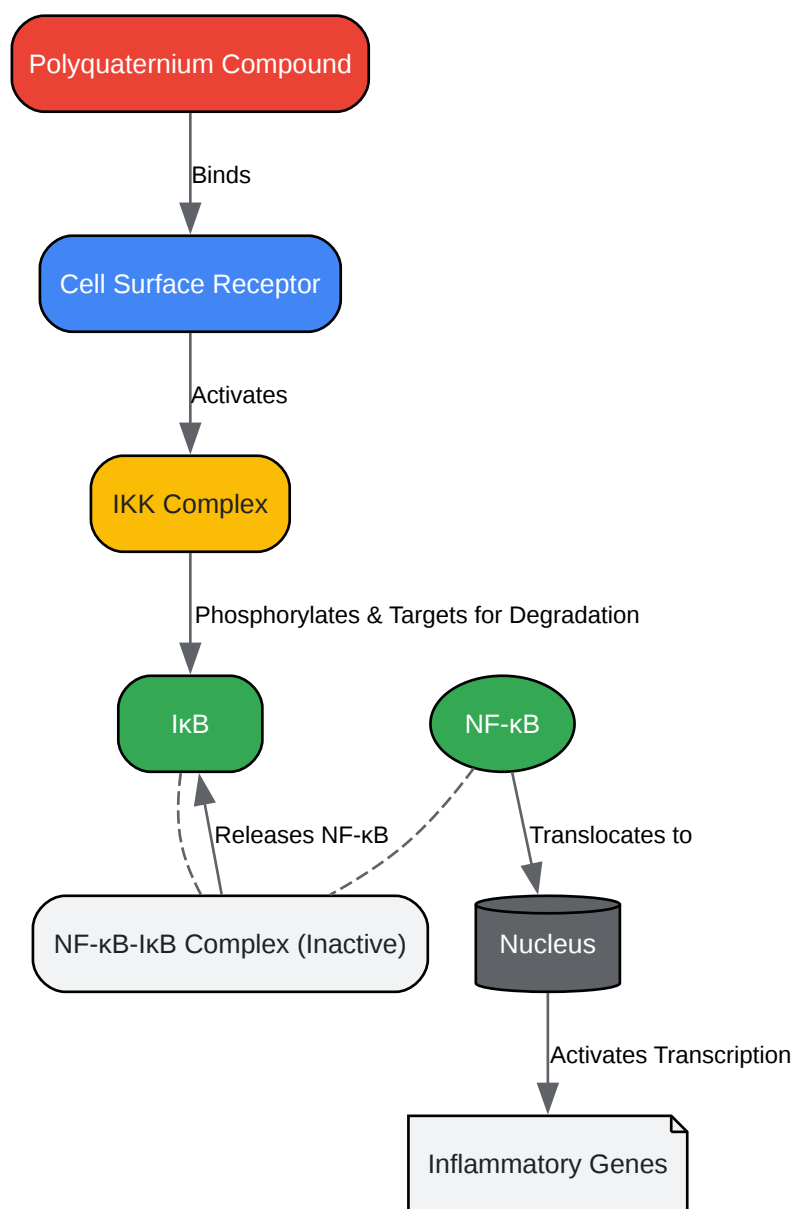 Polyquaternium Compound
Binds
Cell Surface Receptor
Activates
IKK Complex
Phosphorylates & Targets for Degradation
IκB
NF-κB
Releases NF-κB
Translocates to
NF-κB-IκB Complex (Inactive)
Nucleus
Activates Transcription
Inflammatory Genes